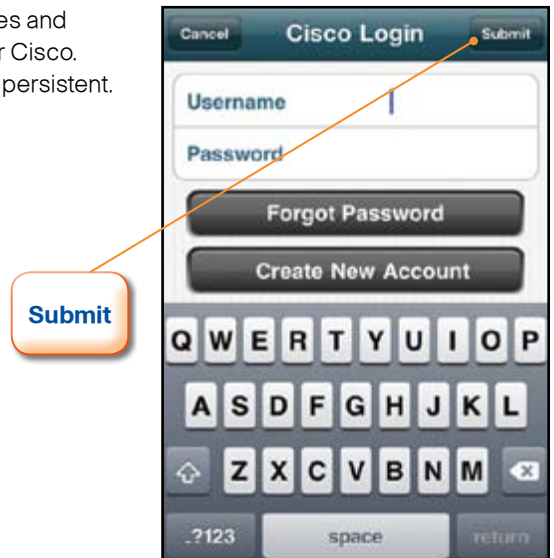 es and
r Cisco.
persistent.
Cancel Cisco Login Submit
Username
Password
Forgot Password
Create New Account
Submit
Q W E R T Y U I O P
A S D F G H J K L
Z X C V B N M
.?123 space return